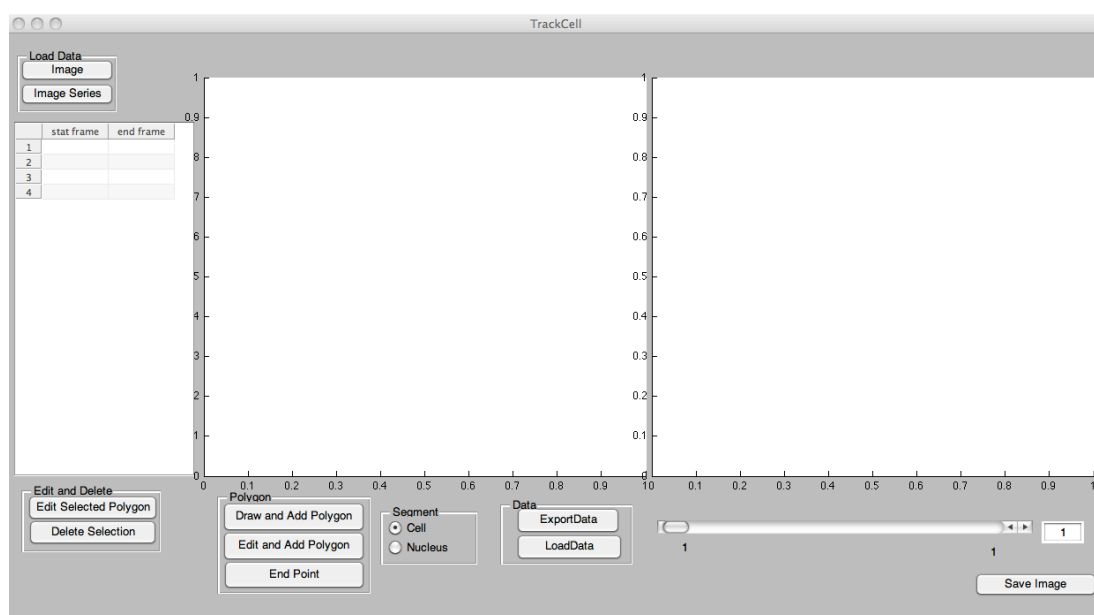 TrackCell
Load Data
Image
Image Series
stat frame end frame
1
2
3
4
1
0.9
8
7
6
5
4
3
2
1
0
0 0.1 0.2 0.3 0.4 0.5 0.6 0.7 0.8 0.9 1
1
0.9
0.8
0.7
0.6
0.5
0.4
0.3
0.2
0.1
0
0 0.1 0.2 0.3 0.4 0.5 0.6 0.7 0.8 0.9 1
Edit and Delete
Edit Selected Polygon
Delete Selection
Polygon
Draw and Add Polygon
Edit and Add Polygon
End Point
Segment
Cell
Nucleus
Data
ExportData
LoadData
1 1
1
Save Image